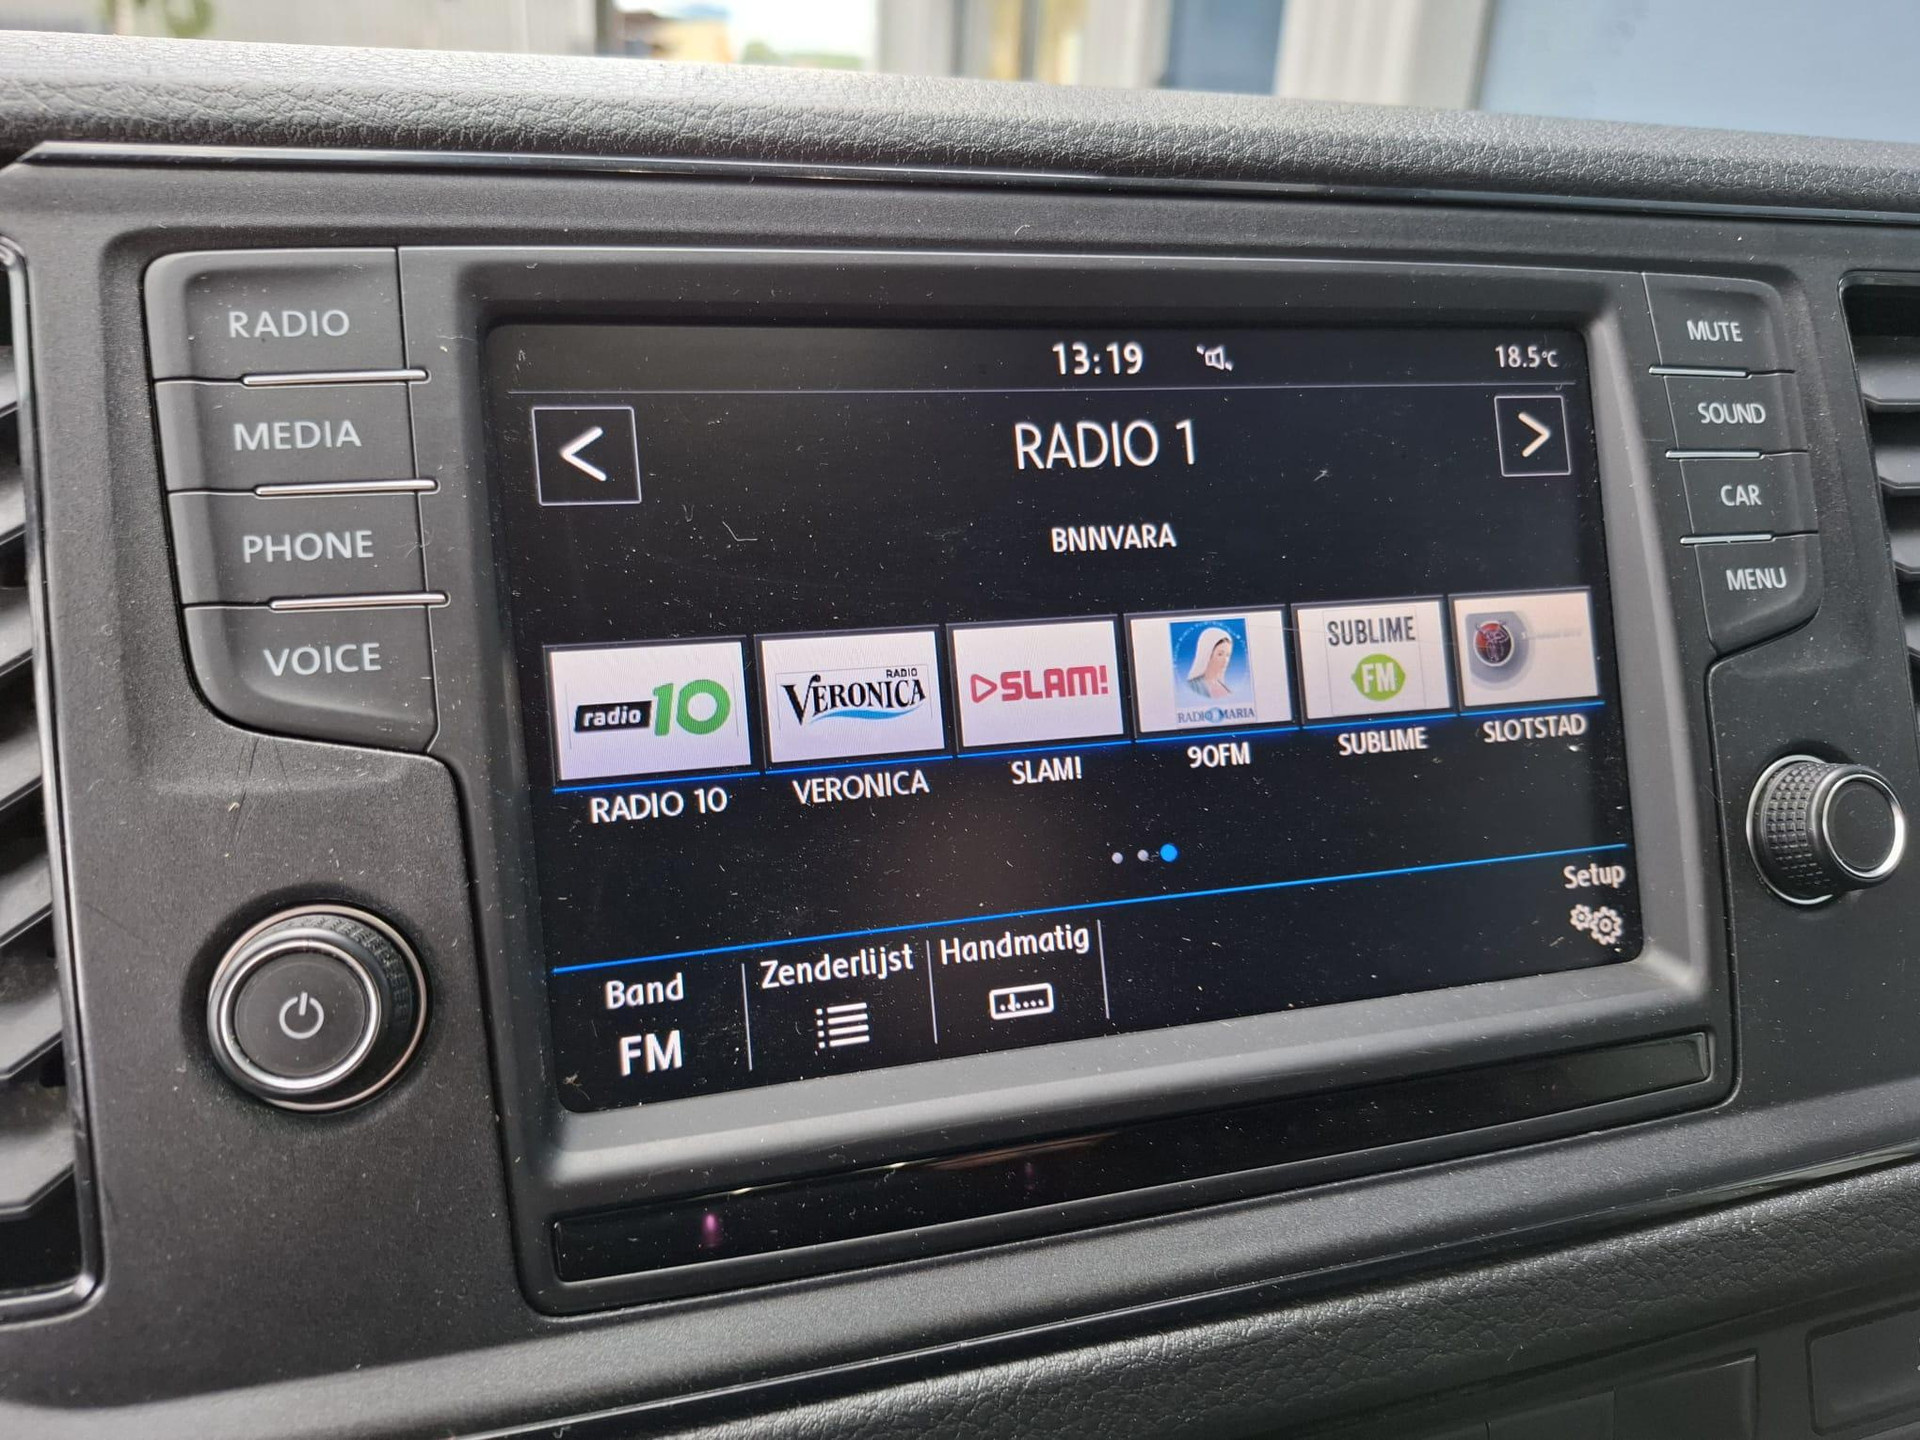 RADIO
MEDIA
PHONE
VOICE
13:19
18.5°C
RADIO 1
BNNVARA
radio 10
RADIO
VERONICA
SLAM!
RADIO MARIA
SUBLIME
FM
RADIO 10
VERONICA
SLAM!
90FM
SUBLIME
SLOTSTAD
Setup
Band
FM
Zenderlijst
Handmatig
MUTE
SOUND
CAR
MENU